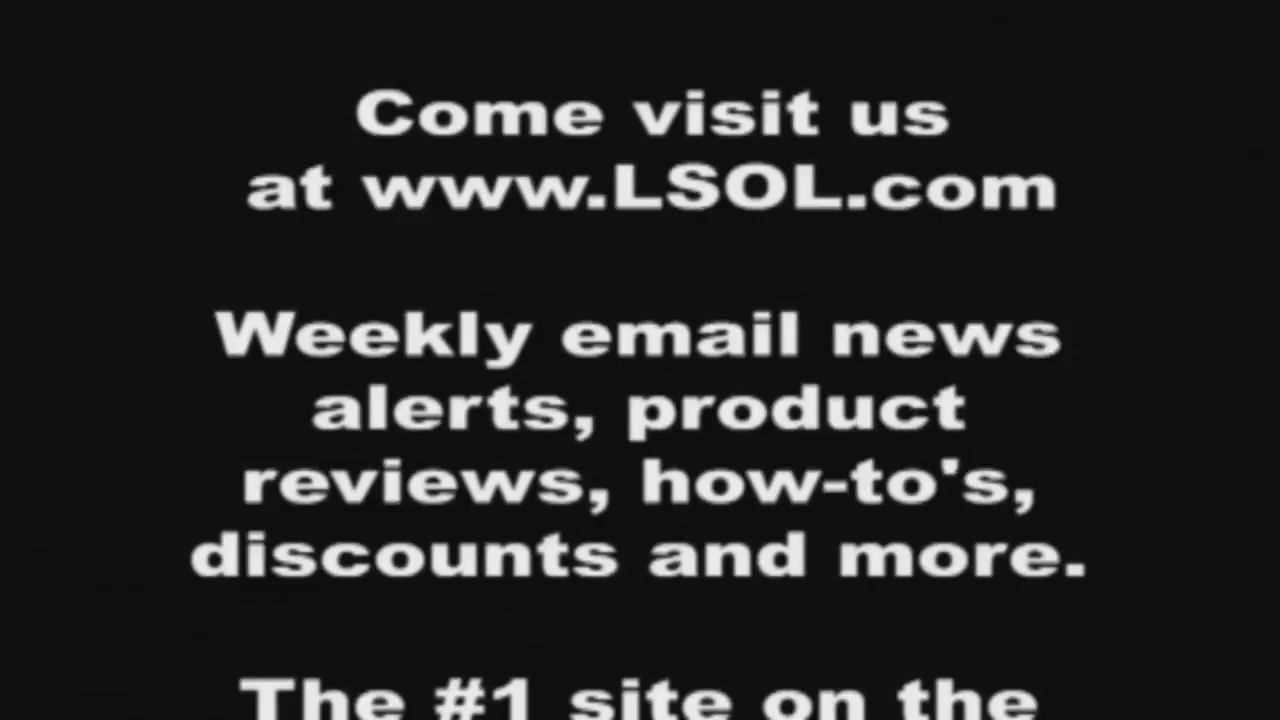 Come visit us
at www.LSOL.com
Weekly email news
alerts, product
reviews, how-to's,
discounts and more.
The #1 site on the